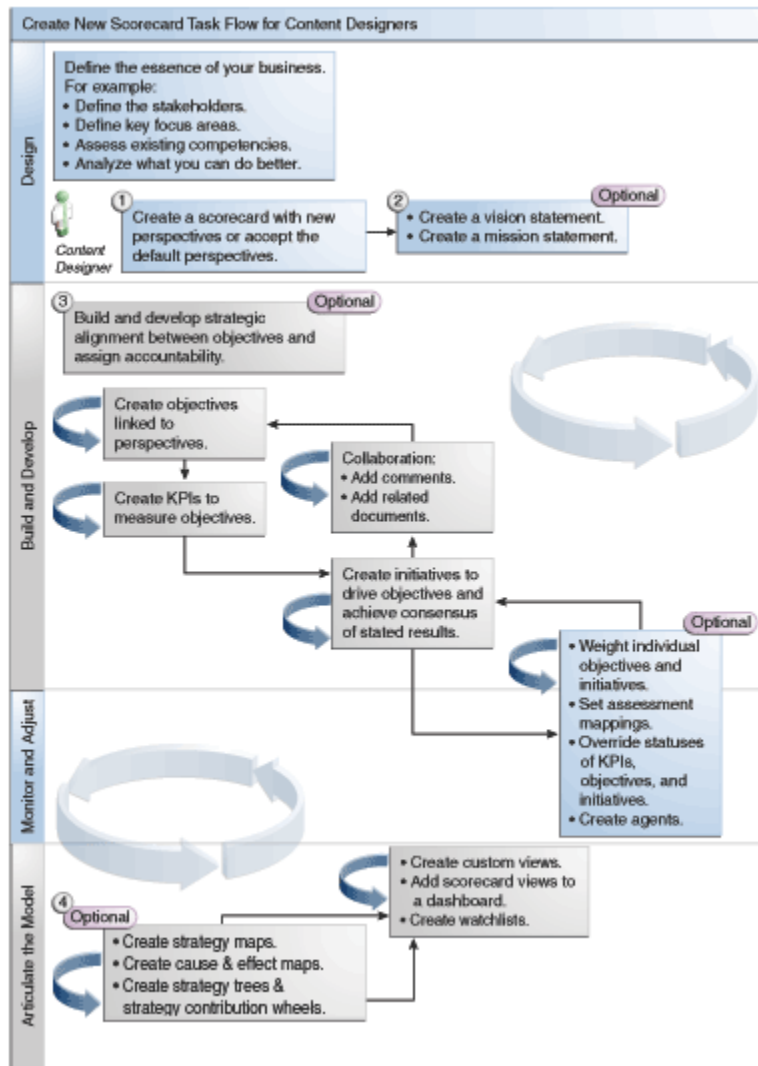 Create New Scorecard Task Flow for Content Designers
Design
Define the essence of your business.
For example:
• Define the stakeholders.
• Define key focus areas.
• Assess existing competencies.
• Analyze what you can do better.
Content
Designer
1
Create a scorecard with new
perspectives or accept the
default perspectives.
2
Optional
• Create a vision statement.
• Create a mission statement.
Build and Develop
3
Optional
Build and develop strategic
alignment between objectives and
assign accountability.
Create objectives
linked to
perspectives.
Collaboration:
• Add comments.
• Add related
documents.
Create KPIs to
measure objectives.
Create initiatives to
drive objectives and
achieve consensus
of stated results.
Optional
• Weight individual
objectives and
initiatives.
• Set assessment
mappings.
• Override statuses
of KPIs,
objectives, and
initiatives.
• Create agents.
Monitor and Adjust
Articulate the Model
• Create custom views.
• Add scorecard views to
a dashboard.
• Create watchlists.
4
Optional
• Create strategy maps.
• Create cause & effect maps.
• Create strategy trees &
strategy contribution wheels.